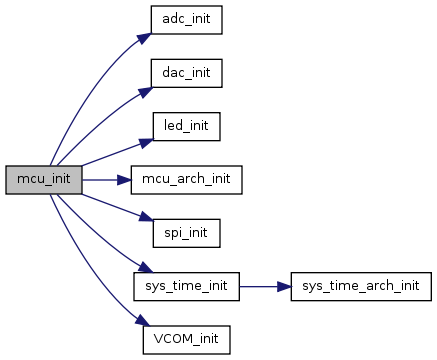 adc_init
dac_init
led_init
mcu_init
mcu_arch_init
spi_init
sys_time_init
sys_time_arch_init
VCOM_init